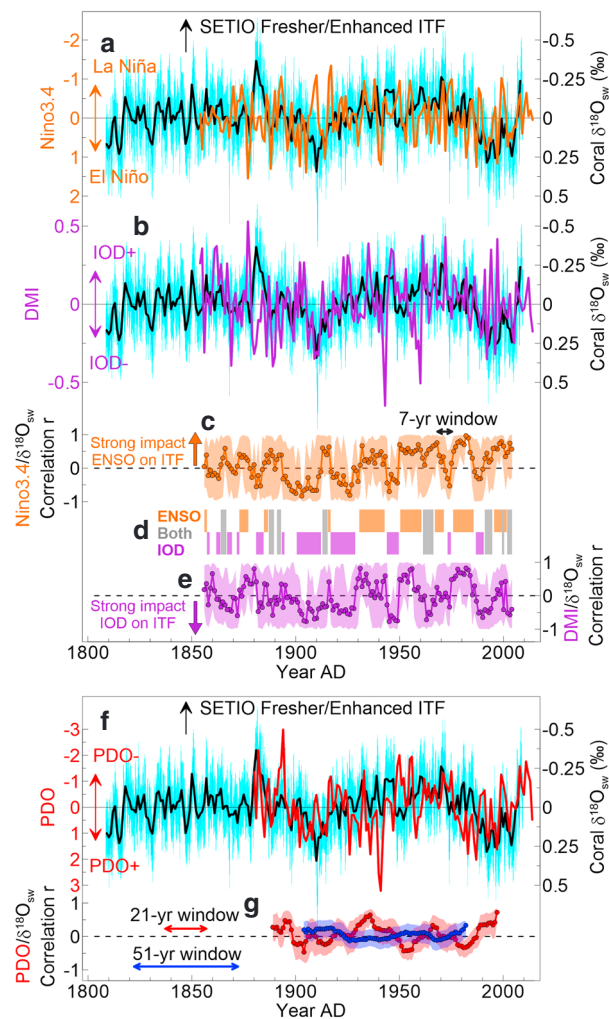 SETIO Fresher/Enhanced ITF
a
-2
-1
0
1
2
Nino3.4
La Niña
El Niño
-0.5
-0.25
0
0.25
0.5
Coral δ¹⁸Osw (‰)
b
0.5
0
-0.5
DMI
IOD+
IOD-
-0.5
-0.25
0
0.25
0.5
Coral δ¹⁸Osw (‰)
c
7-yr window
1
0
-1
Nino3.4/δ¹⁸Osw
Correlation r
Strong impact
ENSO on ITF
d
ENSO
Both
IOD
e
Strong impact
IOD on ITF
1
0
-1
DMI/δ¹⁸Osw
Correlation r
1800 1850 1900 1950 2000
Year AD
SETIO Fresher/Enhanced ITF
f
-3
-2
-1
0
1
2
3
PDO
PDO-
PDO+
-0.5
-0.25
0
0.25
0.5
Coral δ¹⁸Osw (‰)
g
21-yr window
51-yr window
1
0
-1
PDO/δ¹⁸Osw
Correlation r
1800 1850 1900 1950 2000
Year AD